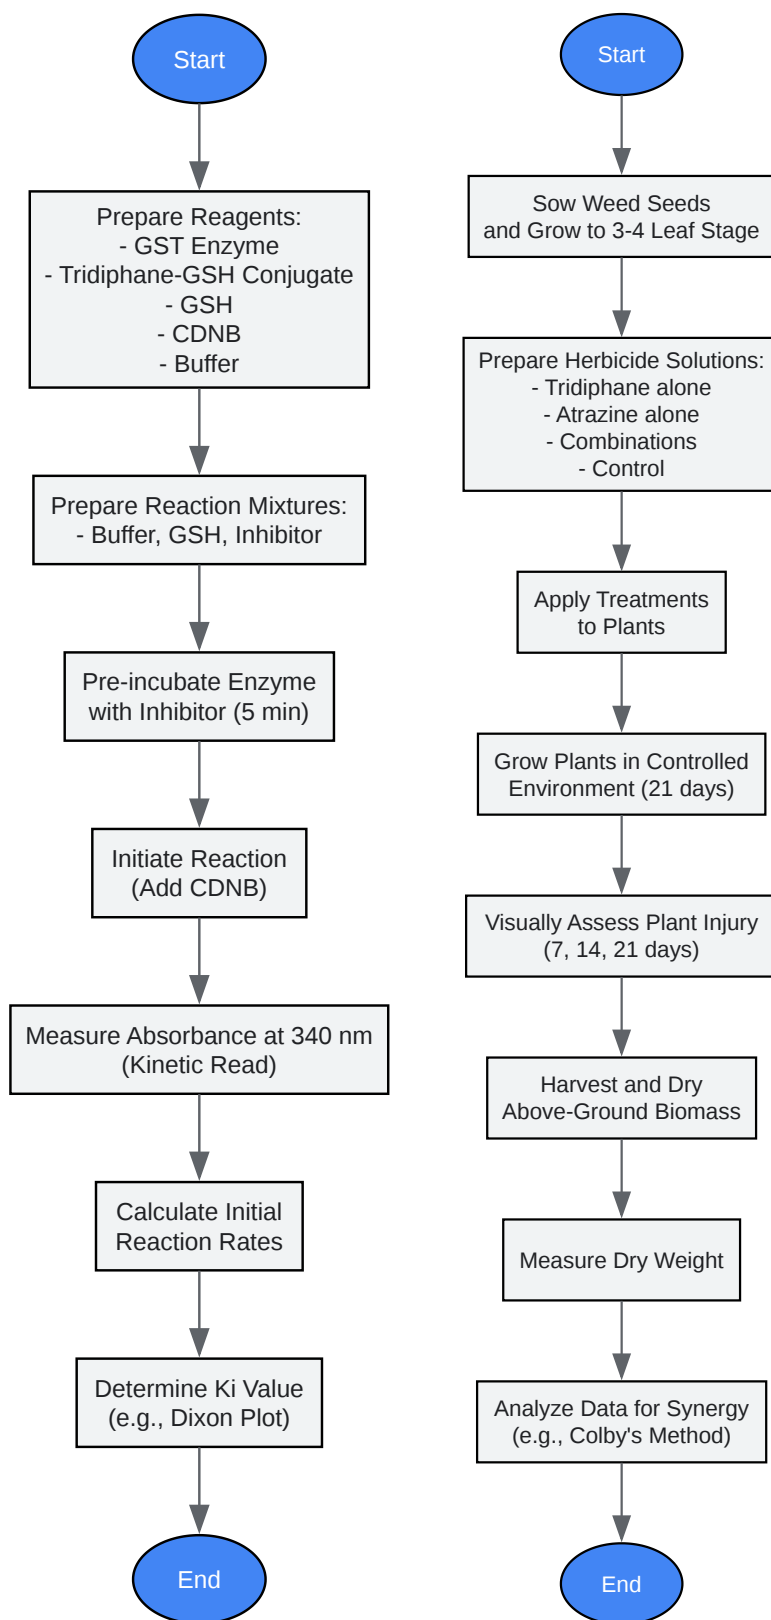 Start
Prepare Reagents:
- GST Enzyme
- Tridiphane-GSH Conjugate
- GSH
- CDNB
- Buffer
Prepare Reaction Mixtures:
- Buffer, GSH, Inhibitor
Pre-incubate Enzyme
with Inhibitor (5 min)
Initiate Reaction
(Add CDNB)
Measure Absorbance at 340 nm
(Kinetic Read)
Calculate Initial
Reaction Rates
Determine Ki Value
(e.g., Dixon Plot)
End
Start
Sow Weed Seeds
and Grow to 3-4 Leaf Stage
Prepare Herbicide Solutions:
- Tridiphane alone
- Atrazine alone
- Combinations
- Control
Apply Treatments
to Plants
Grow Plants in Controlled
Environment (21 days)
Visually Assess Plant Injury
(7, 14, 21 days)
Harvest and Dry
Above-Ground Biomass
Measure Dry Weight
Analyze Data for Synergy
(e.g., Colby's Method)
End